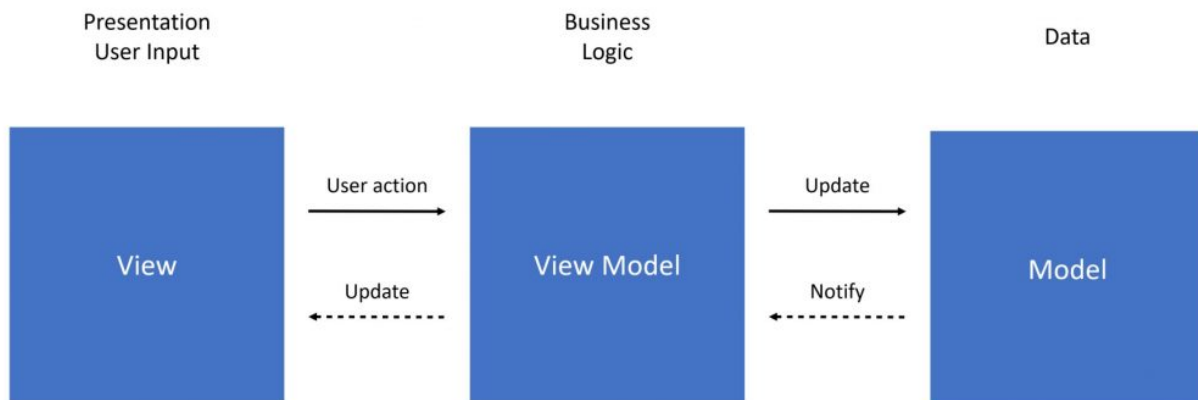 Presentation
User Input
Business
Logic
Data
User action
Update
View
View Model
Model
Update
Notify